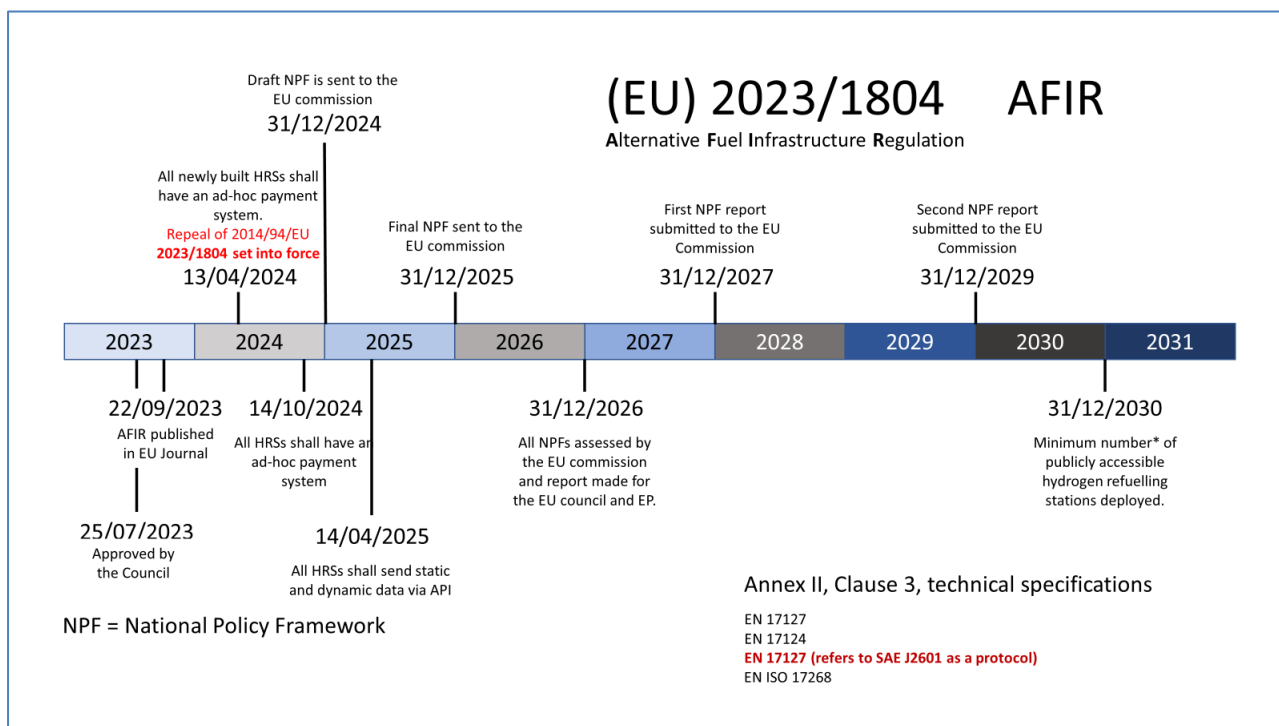 (EU) 2023/1804 AFIR
Alternative Fuel Infrastructure Regulation
Draft NPF is sent to the
EU commission
31/12/2024
All newly built HRSs shall
have an ad-hoc payment
system.
Repeal of 2014/94/EU
2023/1804 set into force
13/04/2024
Final NPF sent to the
EU commission
31/12/2025
First NPF report
submitted to the EU
Commission
31/12/2027
Second NPF report
submitted to the EU
Commission
31/12/2029
2023 2024 2025 2026 2027 2028 2029 2030 2031
22/09/2023
AFIR published
in EU Journal
25/07/2023
Approved by
the Council
14/10/2024
All HRSs shall have an
ad-hoc payment
system
14/04/2025
All HRSs shall send static
and dynamic data via API
31/12/2026
All NPFs assessed by
the EU commission
and report made for
the EU council and EP.
31/12/2030
Minimum number* of
publicly accessible
hydrogen refuelling
stations deployed.
NPF = National Policy Framework
Annex II, Clause 3, technical specifications
EN 17127
EN 17124
EN 17127 (refers to SAE J2601 as a protocol)
EN ISO 17268